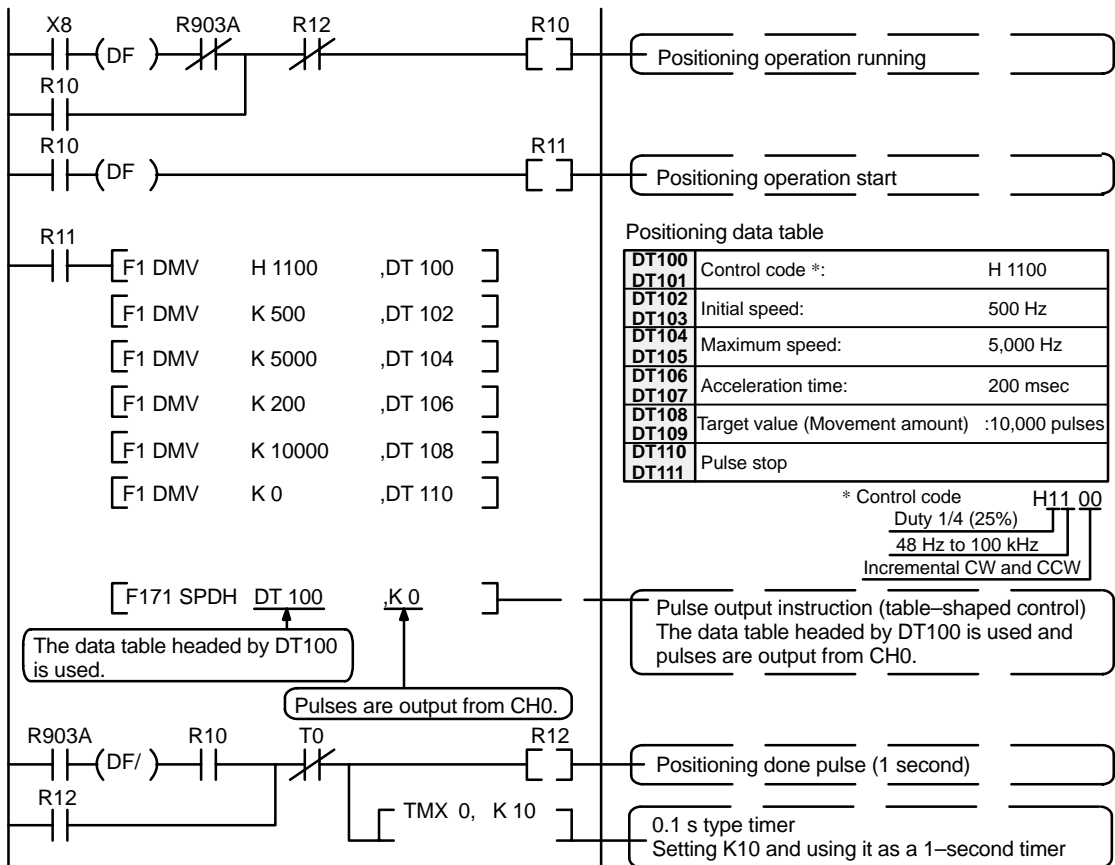 X8 R903A R12 R10
(DF ) Positioning operation running
R10
R10 R11
(DF ) Positioning operation start
R11
F1 DMV H 1100 ,DT 100
F1 DMV K 500 ,DT 102
F1 DMV K 5000 ,DT 104
F1 DMV K 200 ,DT 106
F1 DMV K 10000 ,DT 108
F1 DMV K 0 ,DT 110
Positioning data table
DT100
DT101 Control code *: H 1100
DT102
DT103 Initial speed: 500 Hz
DT104
DT105 Maximum speed: 5,000 Hz
DT106
DT107 Acceleration time: 200 msec
DT108
DT109 Target value (Movement amount) :10,000 pulses
DT110
DT111 Pulse stop
* Control code H11 00
Duty 1/4 (25%)
48 Hz to 100 kHz
Incremental CW and CCW
F171 SPDH DT 100 ,K 0
Pulse output instruction (table–shaped control)
The data table headed by DT100 is used and
pulses are output from CH0.
The data table headed by DT100
is used.
Pulses are output from CH0.
R903A R10 T0 R12
(DF/ ) Positioning done pulse (1 second)
R12
TMX 0, K 10
0.1 s type timer
Setting K10 and using it as a 1–second timer